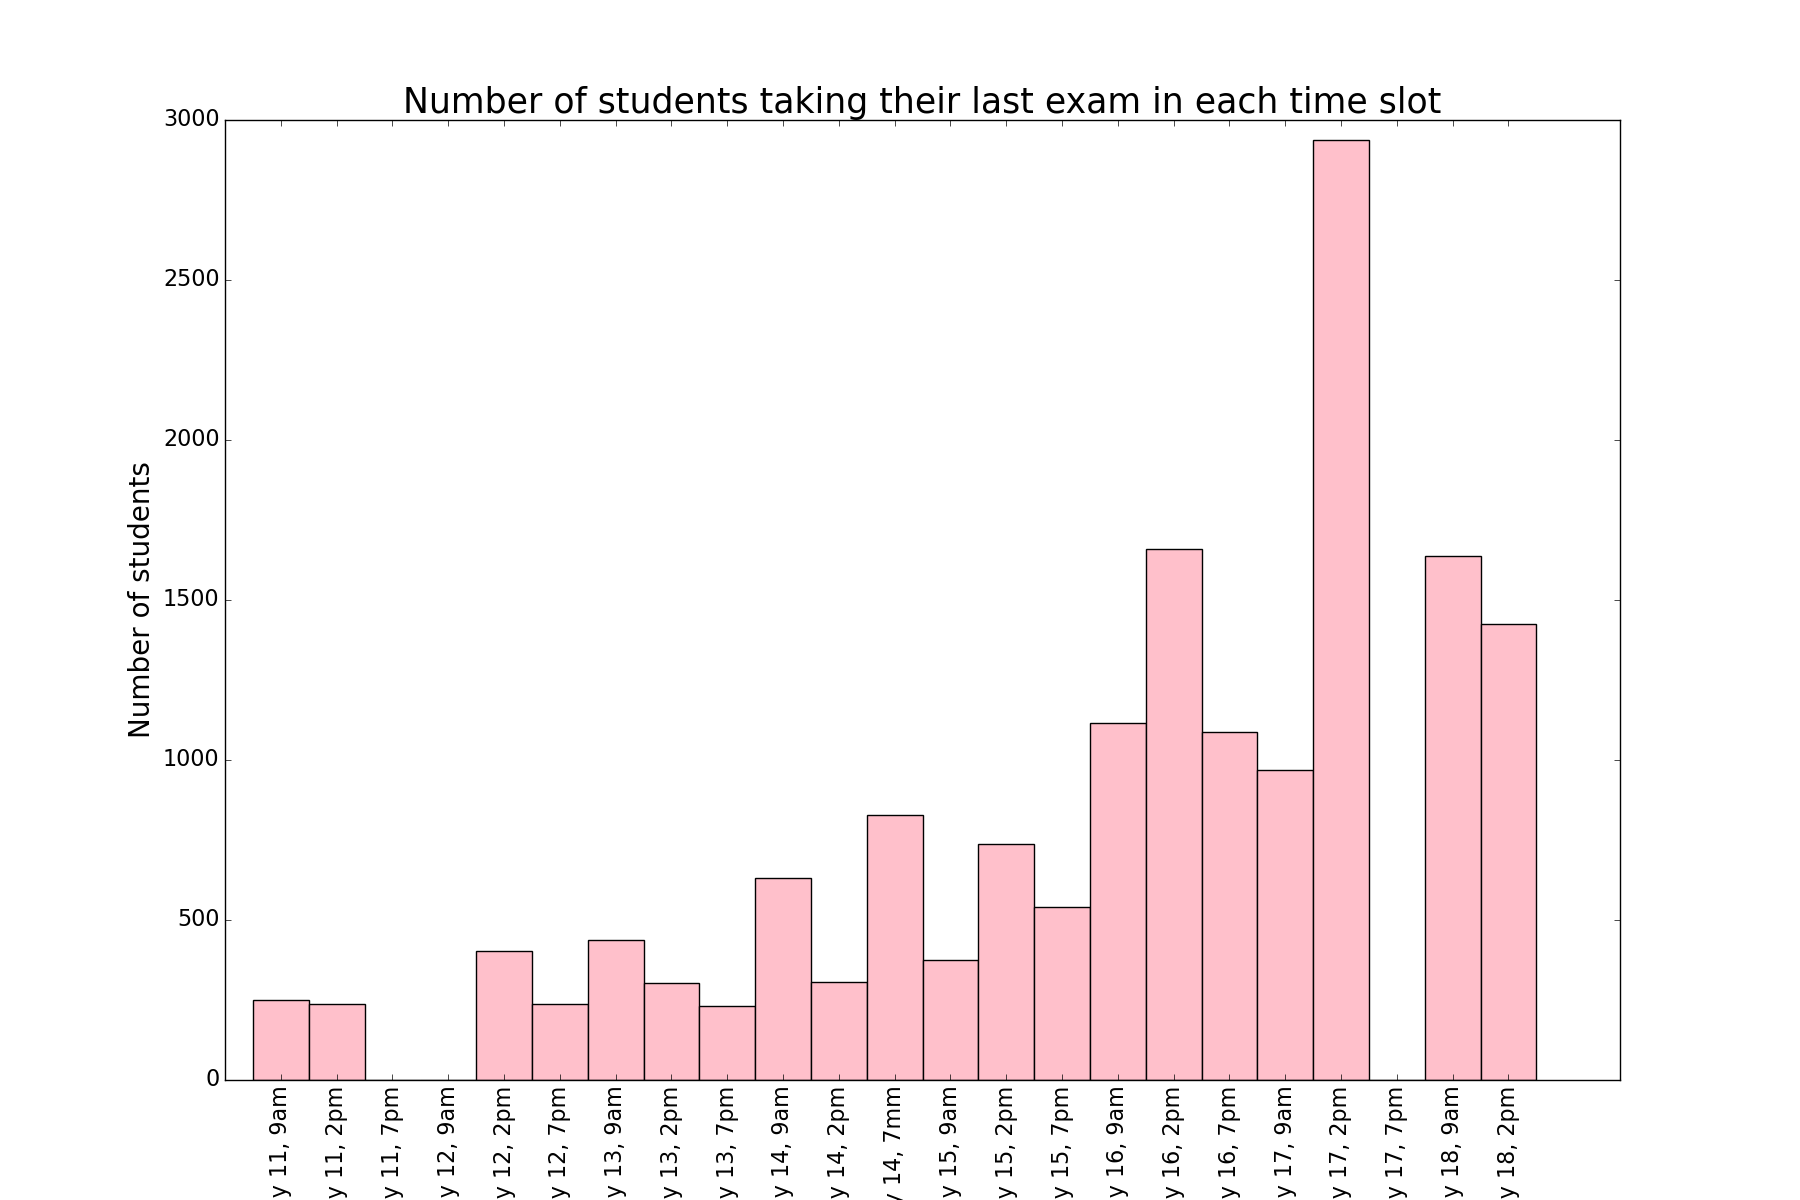 Number of students taking their last exam in each time slot
3000
2500
2000
1500
1000
500
0
Number of students
y 11, 9am
y 11, 2pm
y 11, 7pm
y 12, 9am
y 12, 2pm
y 12, 7pm
y 13, 9am
y 13, 2pm
y 13, 7pm
y 14, 9am
y 14, 2pm
y 14, 7mm
y 15, 9am
y 15, 2pm
y 15, 7pm
y 16, 9am
y 16, 2pm
y 16, 7pm
y 17, 9am
y 17, 2pm
y 17, 7pm
y 18, 9am
y 18, 2pm